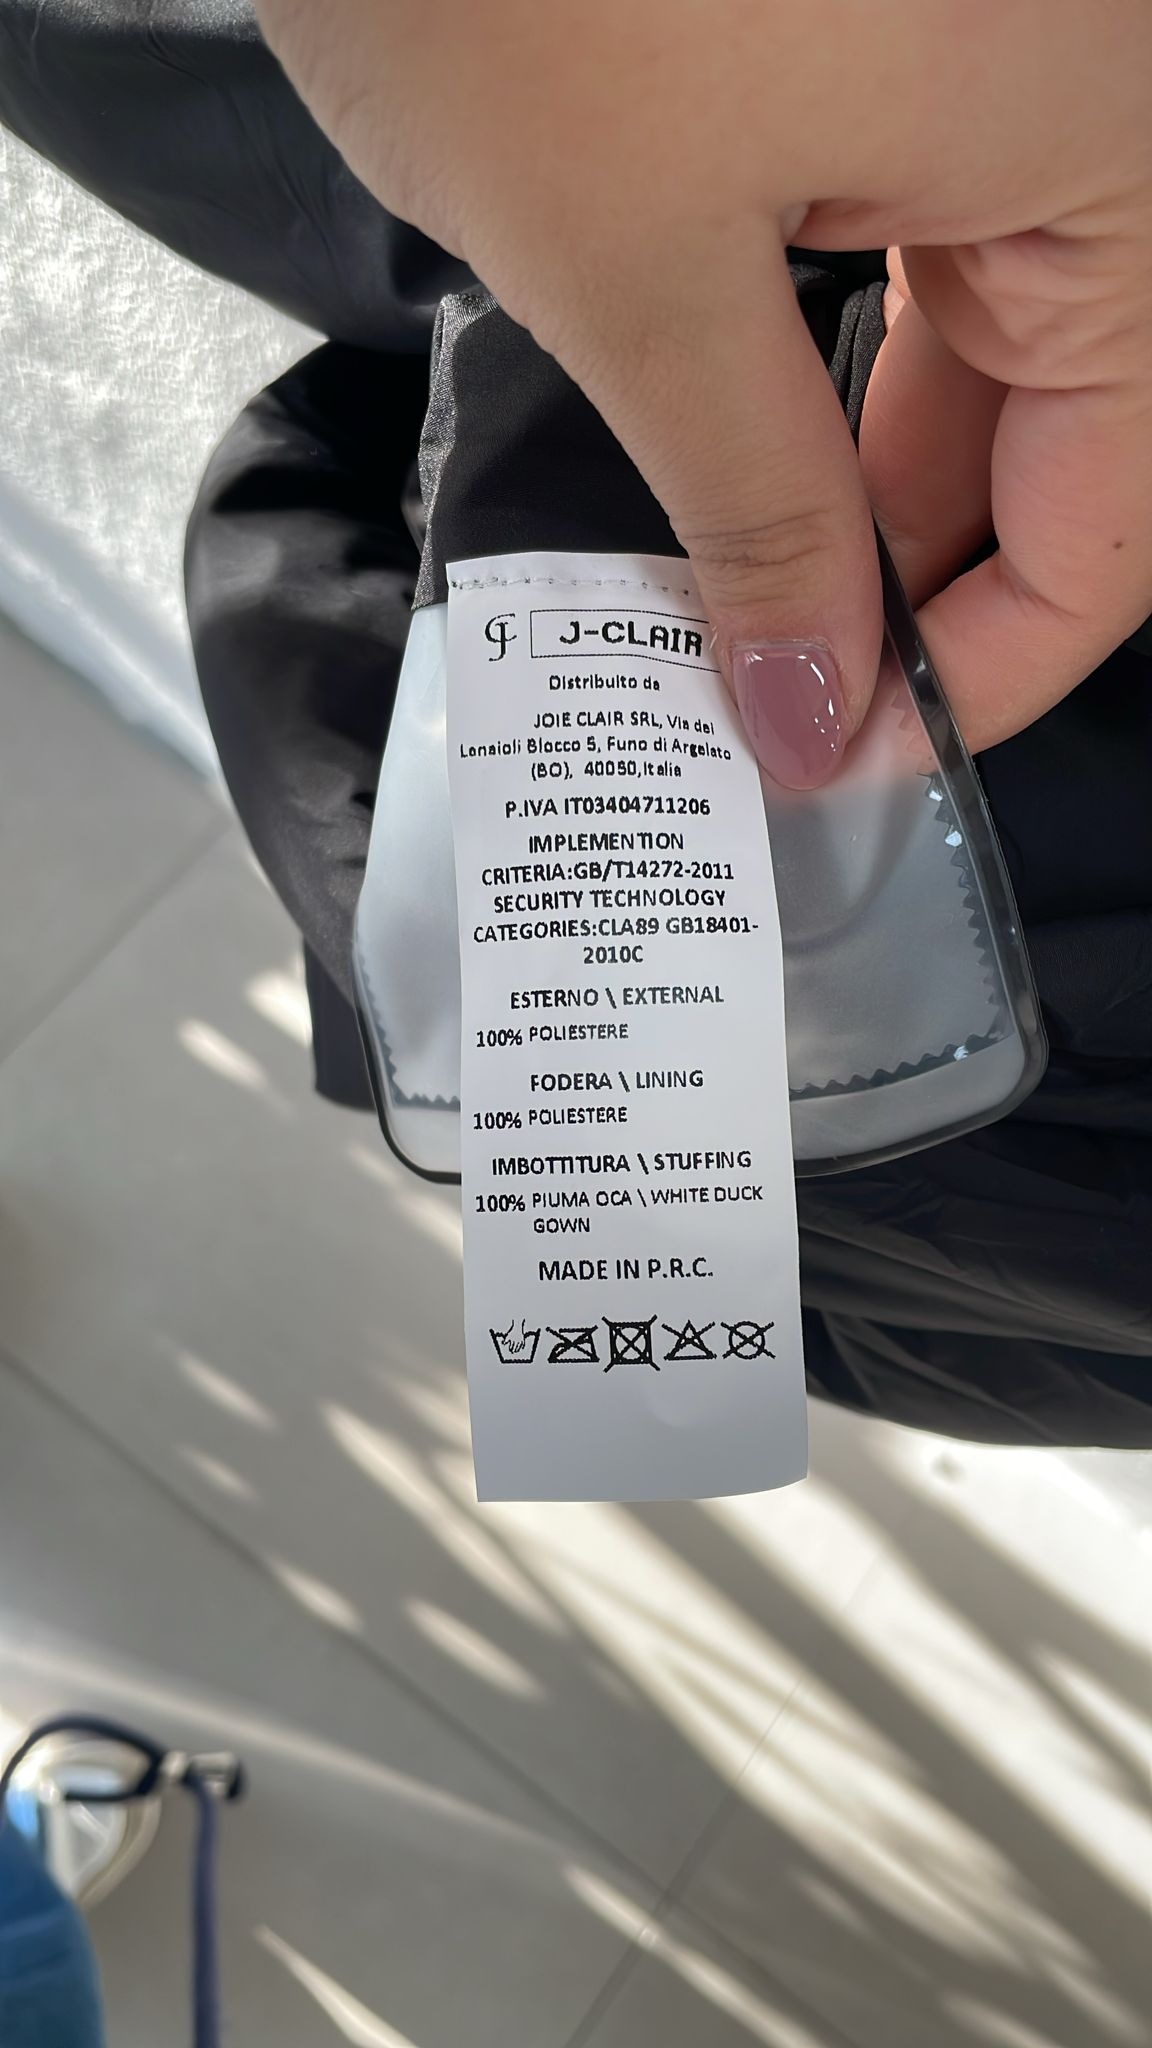 J-CLAIR
Distribuito da
JOIE CLAIR SRL, Via dei
Lanaioli Blocco 5, Funo di Argelato
(BO), 40050,Italia
P.IVA IT03404711206
IMPLEMENTION
CRITERIA:GB/T14272-2011
SECURITY TECHNOLOGY
CATEGORIES:CLA89 GB18401-
2010C
ESTERNO \ EXTERNAL
100% POLIESTERE
FODERA \ LINING
100% POLIESTERE
IMBOTTITURA \ STUFFING
100% PIUMA OCA \ WHITE DUCK
GOWN
MADE IN P.R.C.